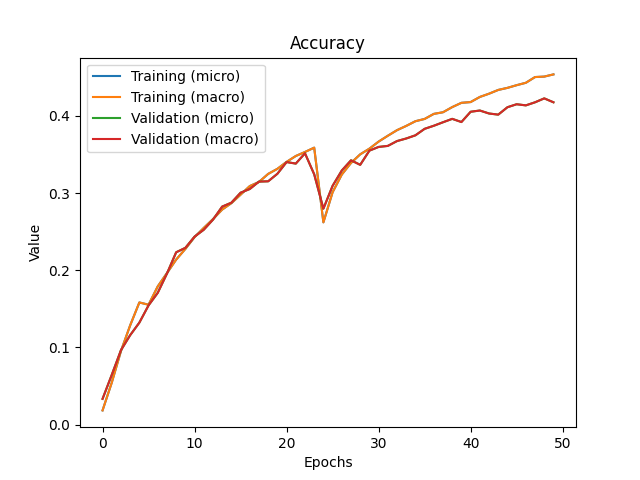 Accuracy
Training (micro)
Training (macro)
Validation (micro)
Validation (macro)
Value
0.4
0.3
0.2
0.1
0.0
0 10 20 30 40 50
Epochs